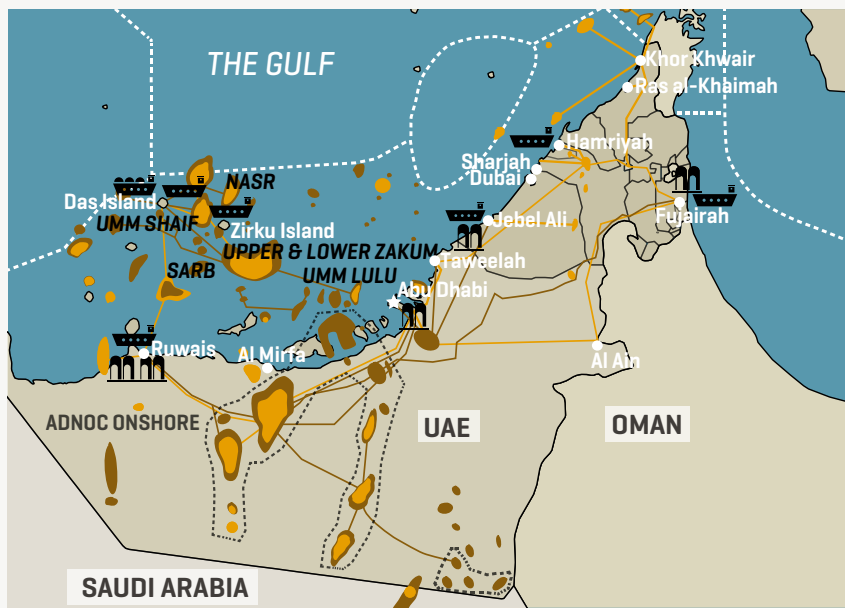 THE GULF
Khor Khwair
Ras al-Khaimah
Hamriyah
Sharjah
Dubai
NASR
Das Island
UMM SHAIF
Zirku Island
Jebel Ali
Fujairah
UPPER & LOWER ZAKUM
UMM LULU
SARB
Taweelah
Abu Dhabi
Ruwais
Al Mirfa
Al Ain
ADNOC ONSHORE
UAE
OMAN
SAUDI ARABIA